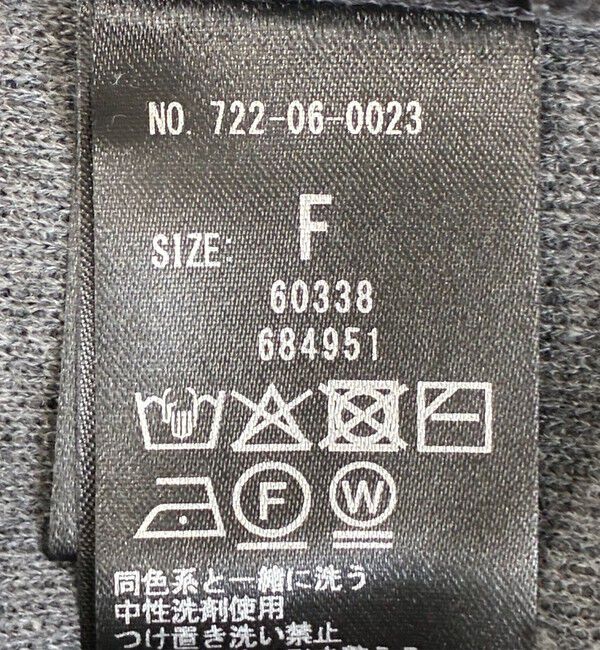 NO. 722-06-0023
SIZE: F
60338
684951
F W
同色系と一緒に洗う
中性洗剤使用
つけ置き洗い禁止